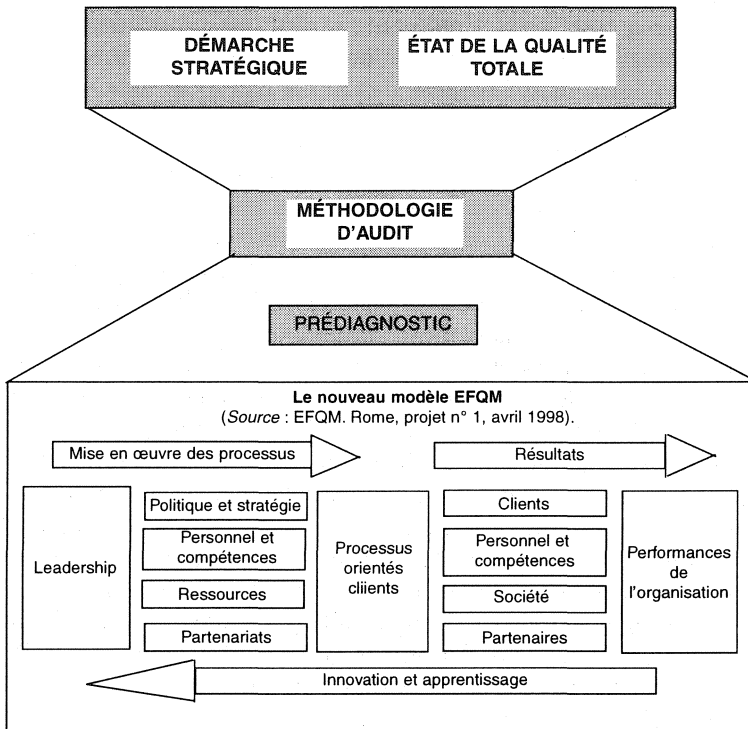 DÉMARCHE
STRATÉGIQUE
ÉTAT DE LA QUALITÉ
TOTALE
MÉTHODOLOGIE
D'AUDIT
PRÉDIAGNOSTIC
Le nouveau modèle EFQM
(Source : EFQM. Rome, projet n° 1, avril 1998).
Mise en œuvre des processus
Résultats
Leadership
Politique et stratégie
Personnel et
compétences
Ressources
Partenariats
Processus
orientés
cliients
Clients
Personnel et
compétences
Société
Partenaires
Performances
de
l'organisation
Innovation et apprentissage